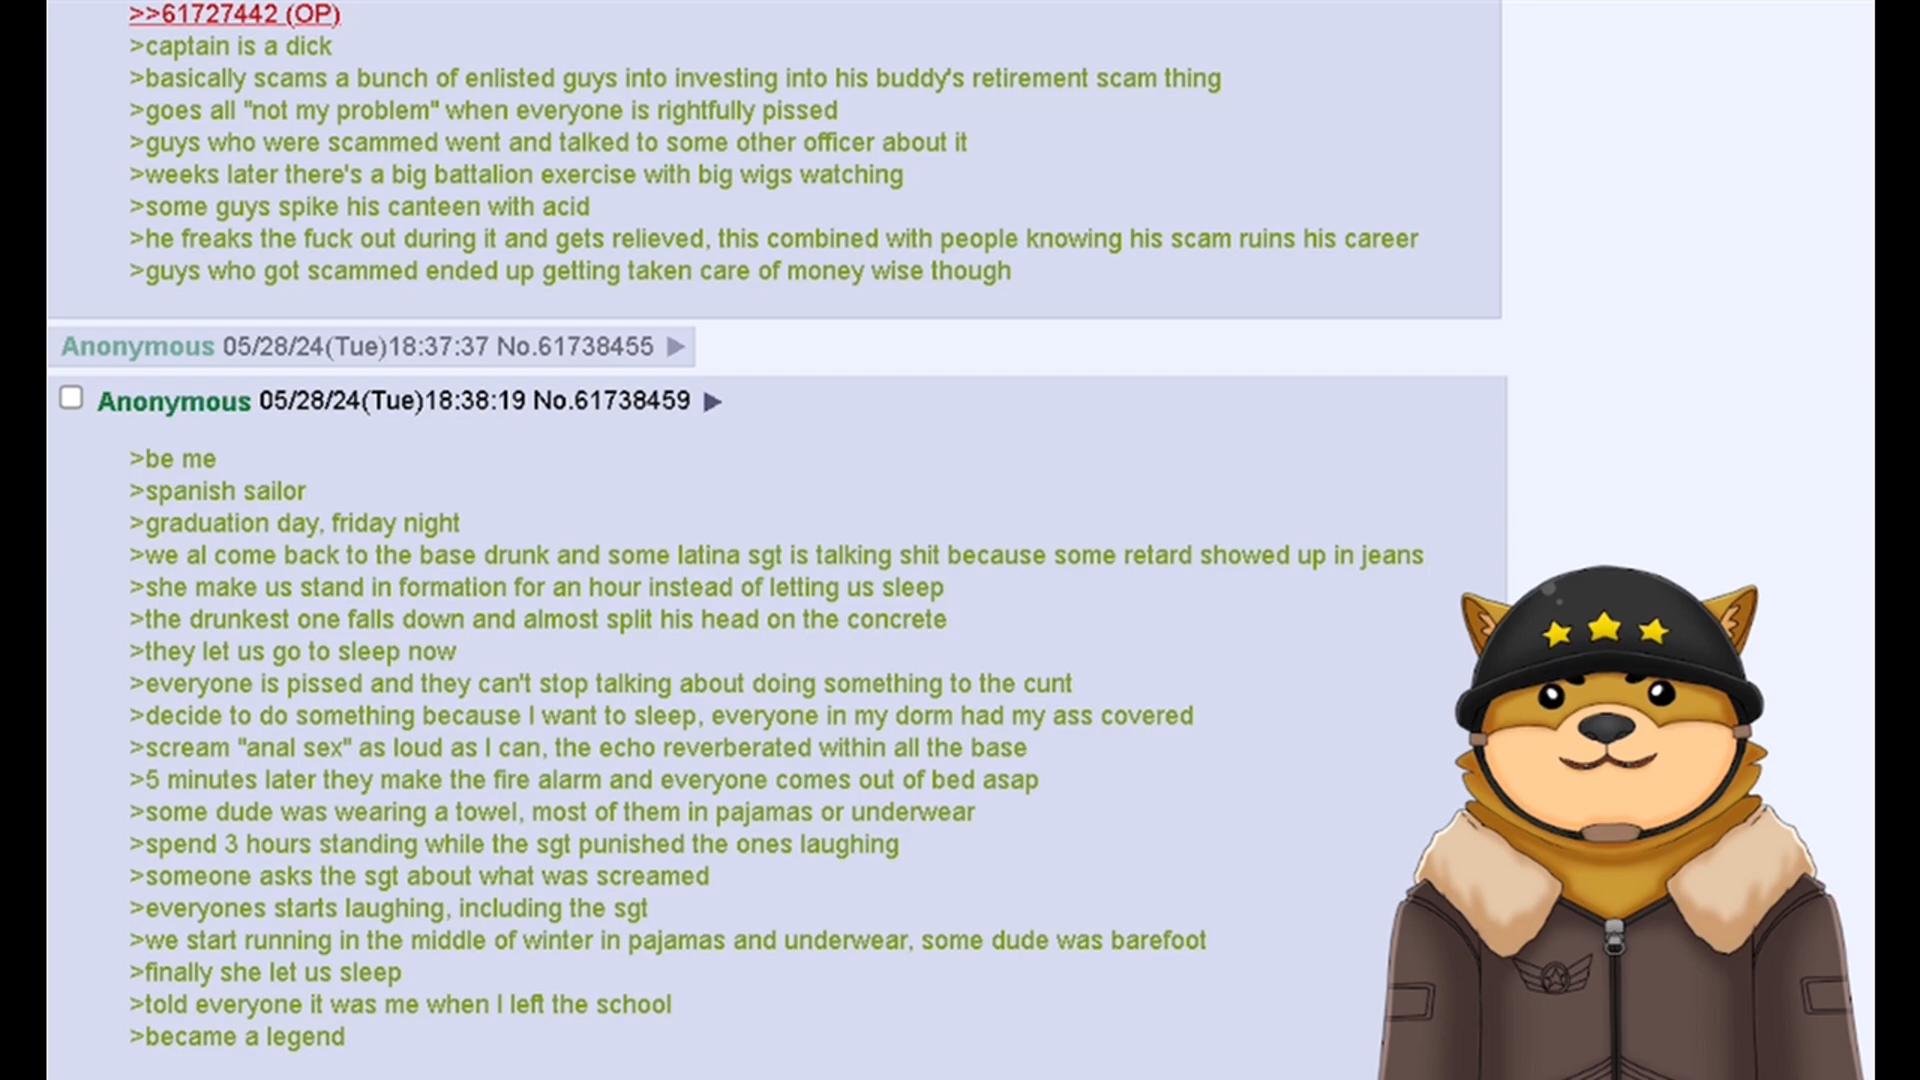 >>61727442 (OP)
>captain is a dick
>basically scams a bunch of enlisted guys into investing into his buddy's retirement scam thing
>goes all "not my problem" when everyone is rightfully pissed
>guys who were scammed went and talked to some other officer about it
>weeks later there's a big battalion exercise with big wigs watching
>some guys spike his canteen with acid
>he freaks the fuck out during it and gets relieved, this combined with people knowing his scam ruins his career
>guys who got scammed ended up getting taken care of money wise though
Anonymous 05/28/24(Tue)18:37:37 No.61738455 ▶
Anonymous 05/28/24(Tue)18:38:19 No.61738459 ▶
>be me
>spanish sailor
>graduation day, friday night
>we al come back to the base drunk and some latina sgt is talking shit because some retard showed up in jeans
>she make us stand in formation for an hour instead of letting us sleep
>the drunkest one falls down and almost split his head on the concrete
>they let us go to sleep now
>everyone is pissed and they can't stop talking about doing something to the cunt
>decide to do something because I want to sleep, everyone in my dorm had my ass covered
>scream "anal sex" as loud as I can, the echo reverberated within all the base
>5 minutes later they make the fire alarm and everyone comes out of bed asap
>some dude was wearing a towel, most of them in pajamas or underwear
>spend 3 hours standing while the sgt punished the ones laughing
>someone asks the sgt about what was screamed
>everyones starts laughing, including the sgt
>we start running in the middle of winter in pajamas and underwear, some dude was barefoot
>finally she let us sleep
>told everyone it was me when I left the school
>became a legend